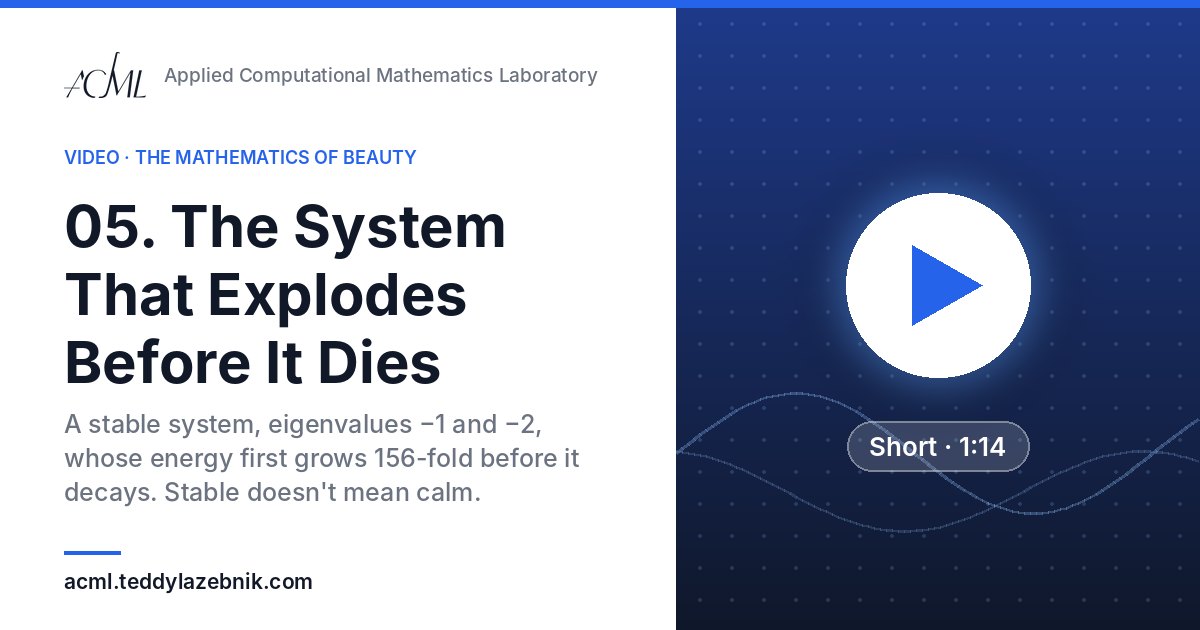 ACML
Applied Computational Mathematics Laboratory
VIDEO · THE MATHEMATICS OF BEAUTY
05. The System
That Explodes
Before It Dies
A stable system, eigenvalues −1 and −2,
whose energy first grows 156-fold before it
decays. Stable doesn't mean calm.
acml.teddylazebnik.com
Short · 1:14